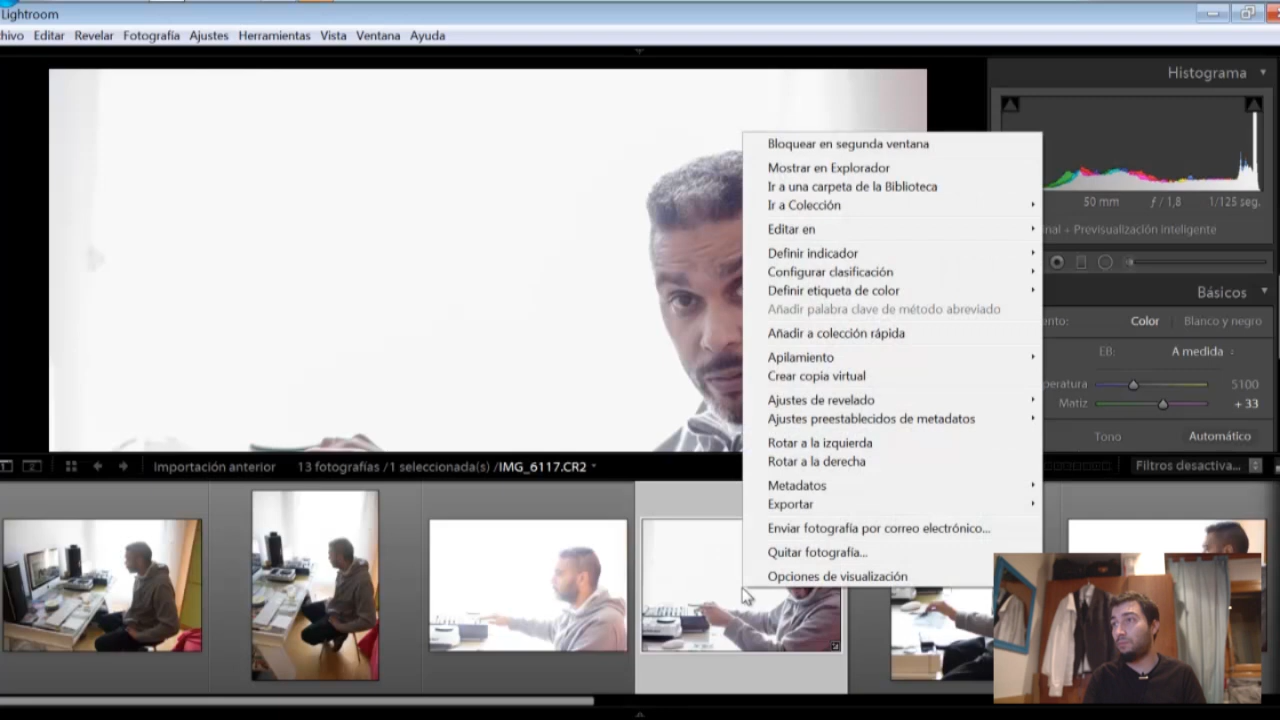 Lightroom
hivo Editar Revelar Fotografía Ajustes Herramientas Vista Ventana Ayuda
Histograma
50 mm f / 1,8 1/125 seg.
nal + Previsualización inteligente
Básicos
nto: Color Blanco y negro
EB: A medida
peratura 5100
Matiz + 33
Tono Automático
Bloquear en segunda ventana
Mostrar en Explorador
Ir a una carpeta de la Biblioteca
Ir a Colección
Editar en
Definir indicador
Configurar clasificación
Definir etiqueta de color
Añadir palabra clave de método abreviado
Añadir a colección rápida
Apilamiento
Crear copia virtual
Ajustes de revelado
Ajustes preestablecidos de metadatos
Rotar a la izquierda
Rotar a la derecha
Metadatos
Exportar
Enviar fotografía por correo electrónico...
Quitar fotografía...
Opciones de visualización
1 2 Importación anterior 13 fotografías /1 seleccionada(s) /IMG_6117.CR2 Filtros desactiva...